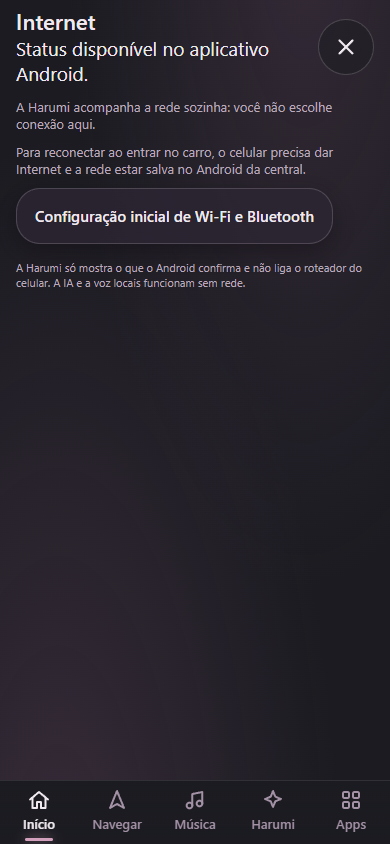 Internet
Status disponível no aplicativo
Android.
A Harumi acompanha a rede sozinha: você não escolhe
conexão aqui.
Para reconectar ao entrar no carro, o celular precisa dar
Internet e a rede estar salva no Android da central.
Configuração inicial de Wi-Fi e Bluetooth
A Harumi só mostra o que o Android confirma e não liga o roteador do
celular. A IA e a voz locais funcionam sem rede.
Início
Navegar
Música
Harumi
Apps